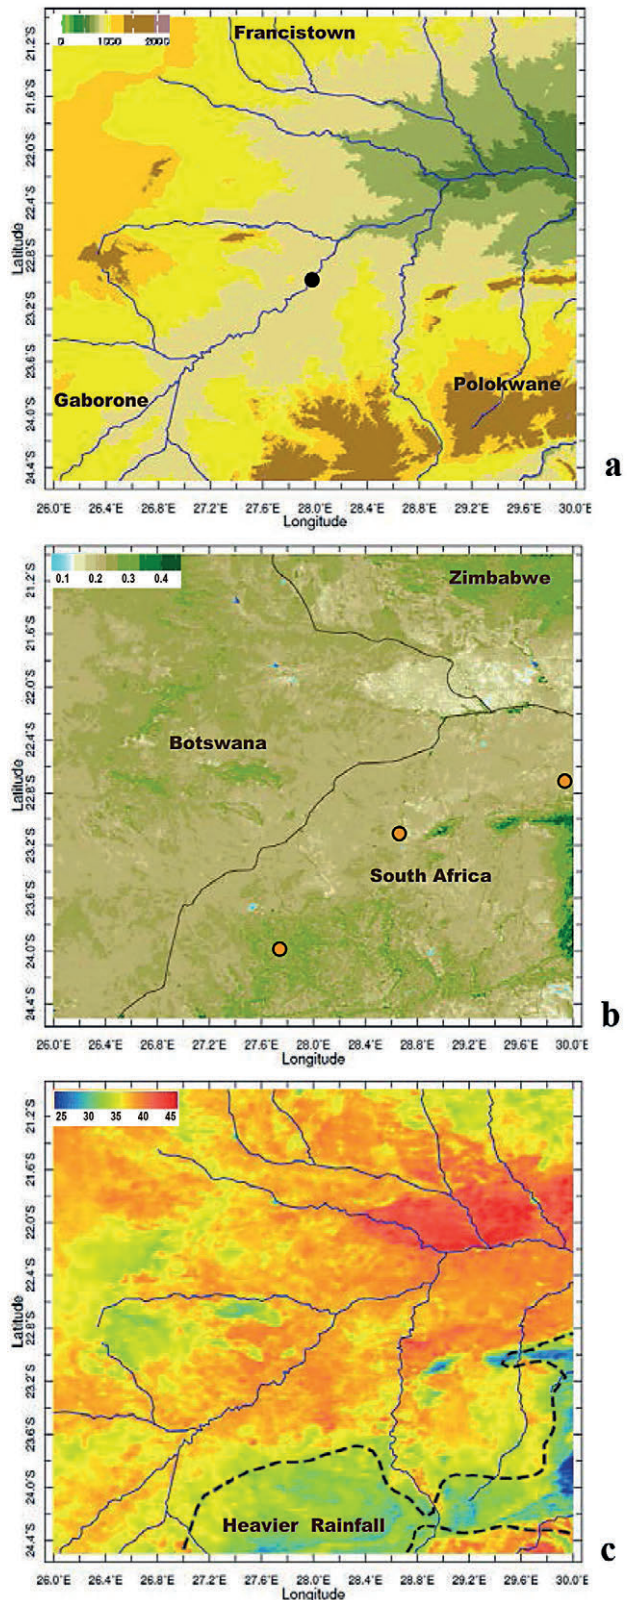 0 1000 2000
Francistown
Gaborone
Polokwane
Latitude
21.2°S
21.6°S
22.0°S
22.4°S
22.8°S
23.2°S
23.6°S
24.0°S
24.4°S
26.0°E 26.4°E 26.8°E 27.2°E 27.6°E 28.0°E 28.4°E 28.8°E 29.2°E 29.6°E 30.0°E
Longitude
a
0.1 0.2 0.3 0.4
Zimbabwe
Botswana
South Africa
Latitude
21.2°S
21.6°S
22.0°S
22.4°S
22.8°S
23.2°S
23.6°S
24.0°S
24.4°S
26.0°E 26.4°E 26.8°E 27.2°E 27.6°E 28.0°E 28.4°E 28.8°E 29.2°E 29.6°E 30.0°E
Longitude
b
25 30 35 40 45
Heavier Rainfall
Latitude
21.2°S
21.6°S
22.0°S
22.4°S
22.8°S
23.2°S
23.6°S
24.0°S
24.4°S
26.0°E 26.4°E 26.8°E 27.2°E 27.6°E 28.0°E 28.4°E 28.8°E 29.2°E 29.6°E 30.0°E
Longitude
c